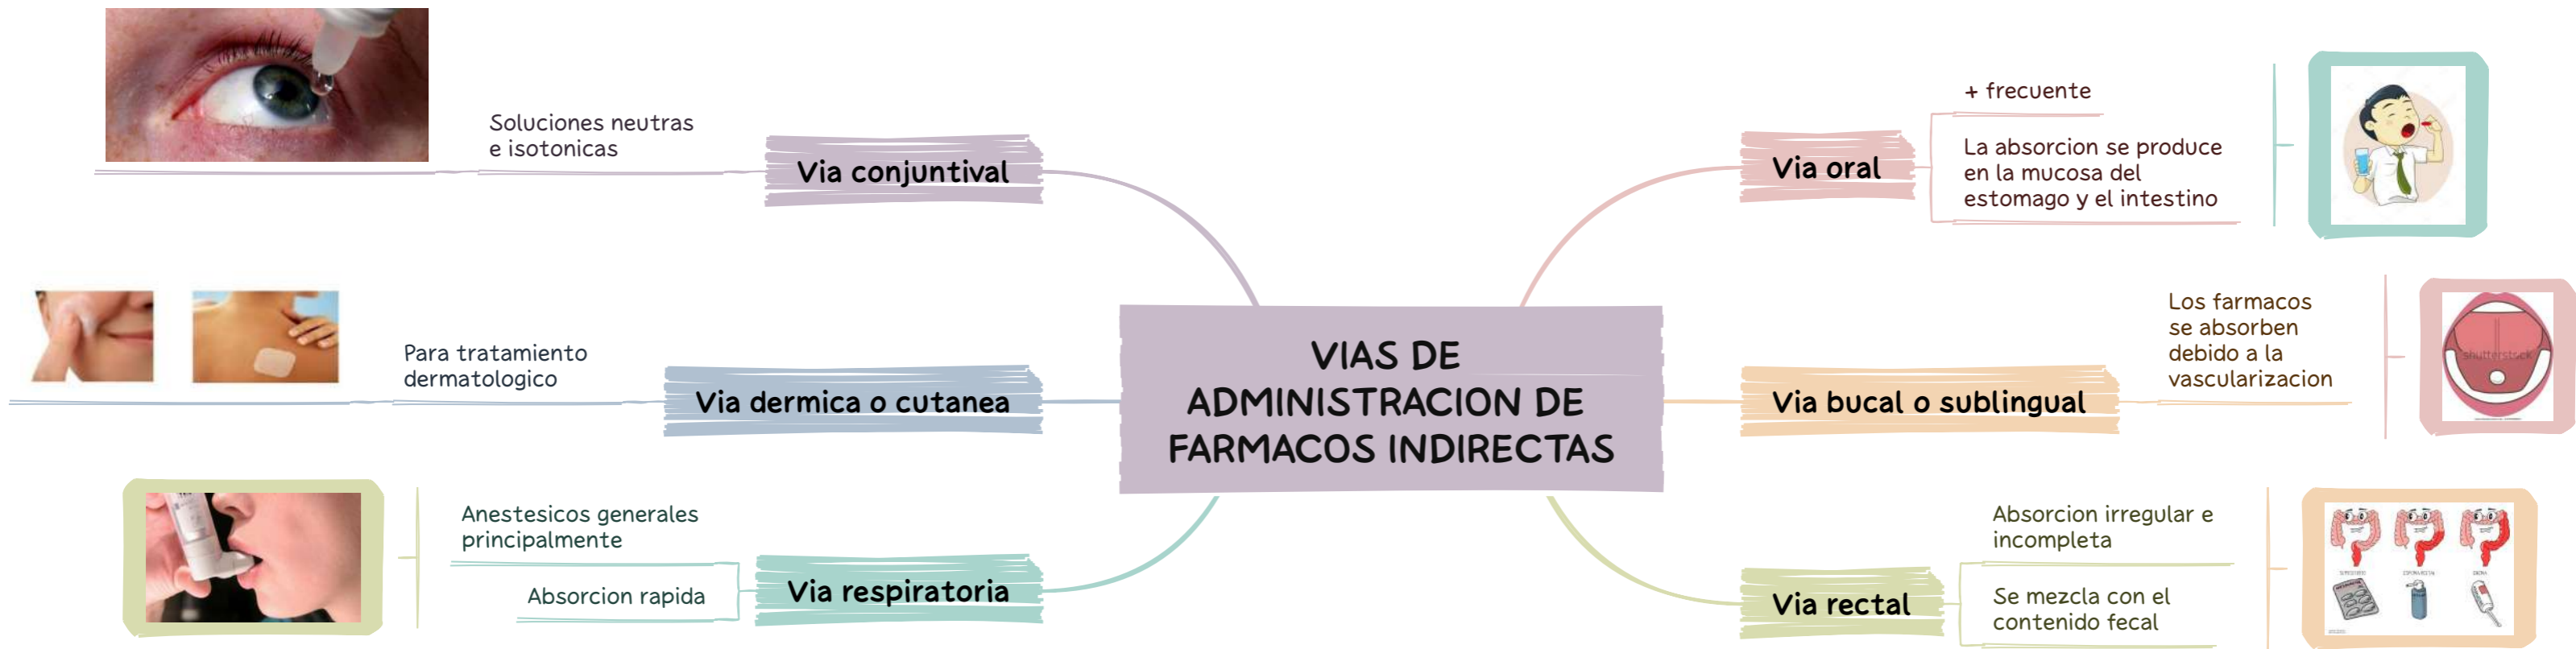 VIAS DE
ADMINISTRACION DE
FARMACOS INDIRECTAS
Via oral
+ frecuente
La absorcion se produce
en la mucosa del
estomago y el intestino
Via bucal o sublingual
Los farmacos
se absorben
debido a la
vascularizacion
shutterstock
Via rectal
Absorcion irregular e
incompleta
Se mezcla con el
contenido fecal
Via conjuntival
Soluciones neutras
e isotonicas
Via dermica o cutanea
Para tratamiento
dermatologico
Via respiratoria
Anestesicos generales
principalmente
Absorcion rapida